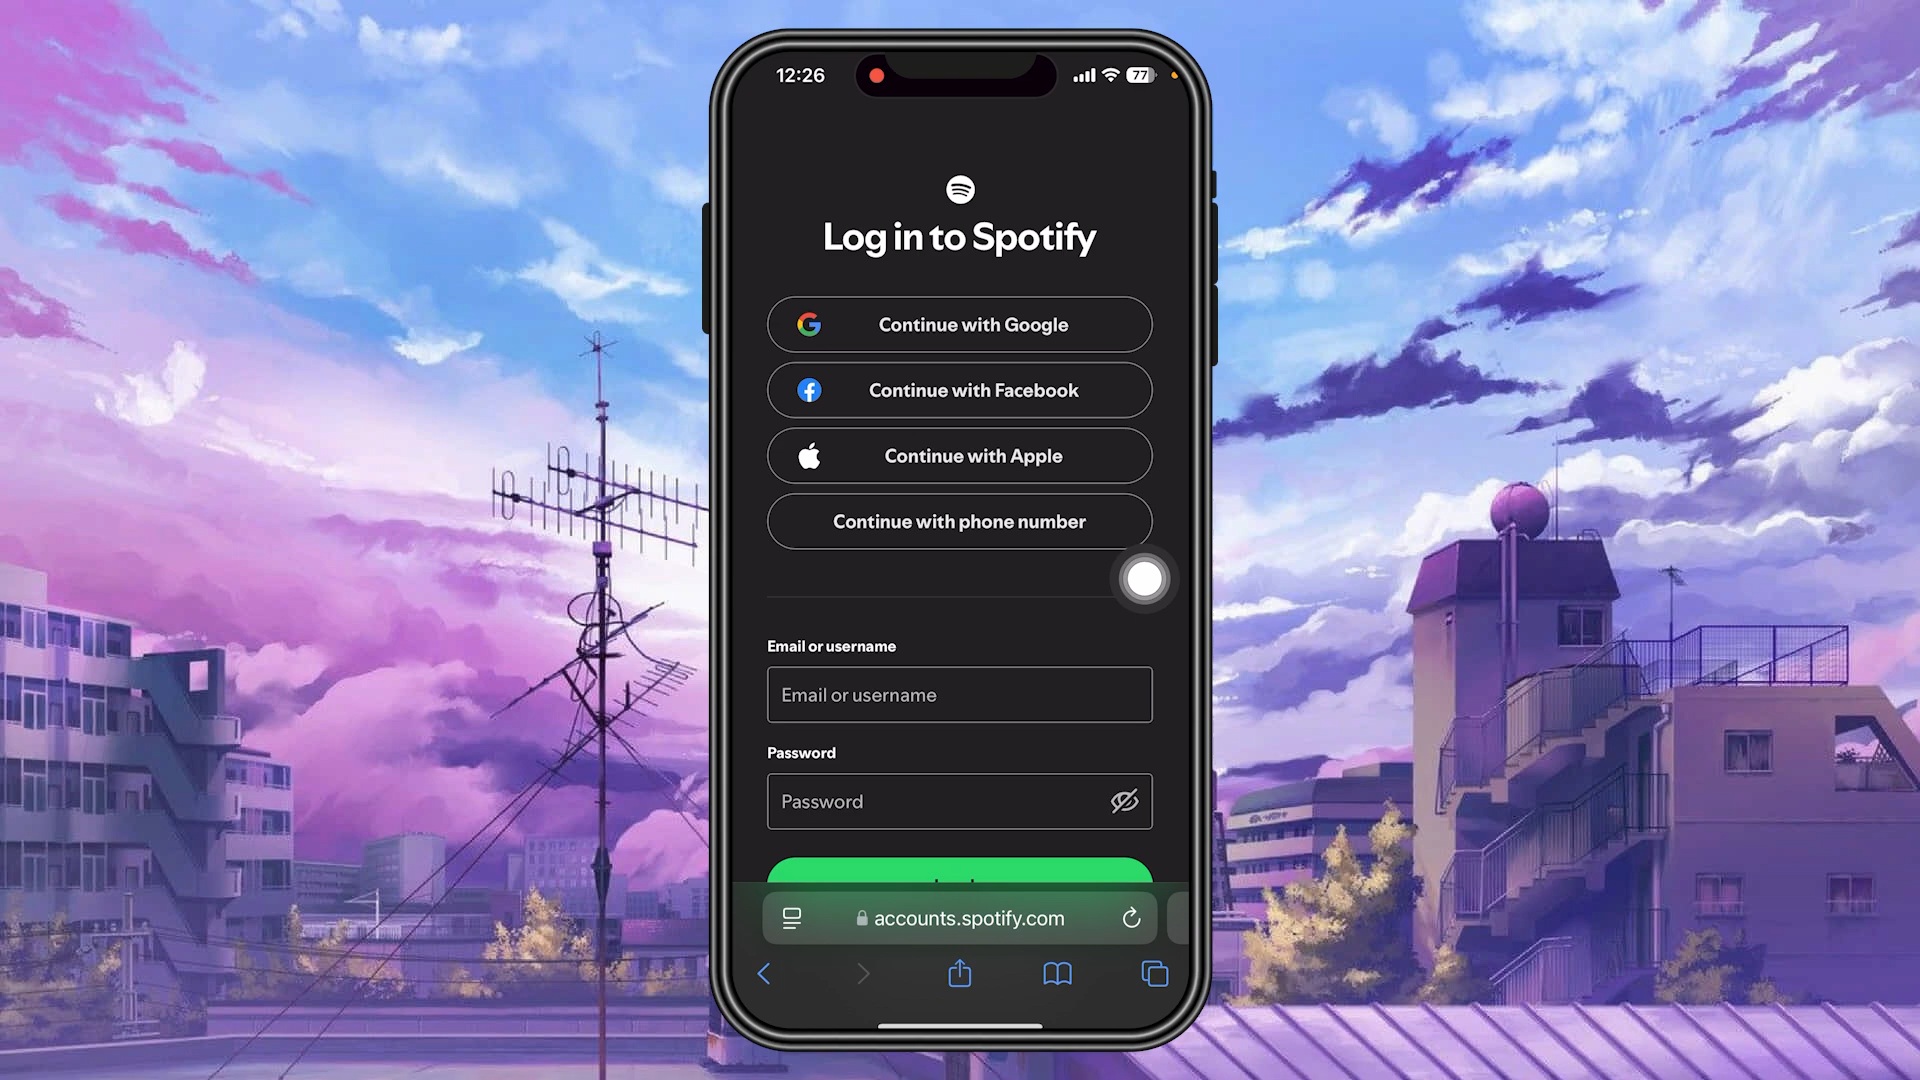 12:26
77
Log in to Spotify
Continue with Google
Continue with Facebook
Continue with Apple
Continue with phone number
Email or username
Email or username
Password
Password
accounts.spotify.com